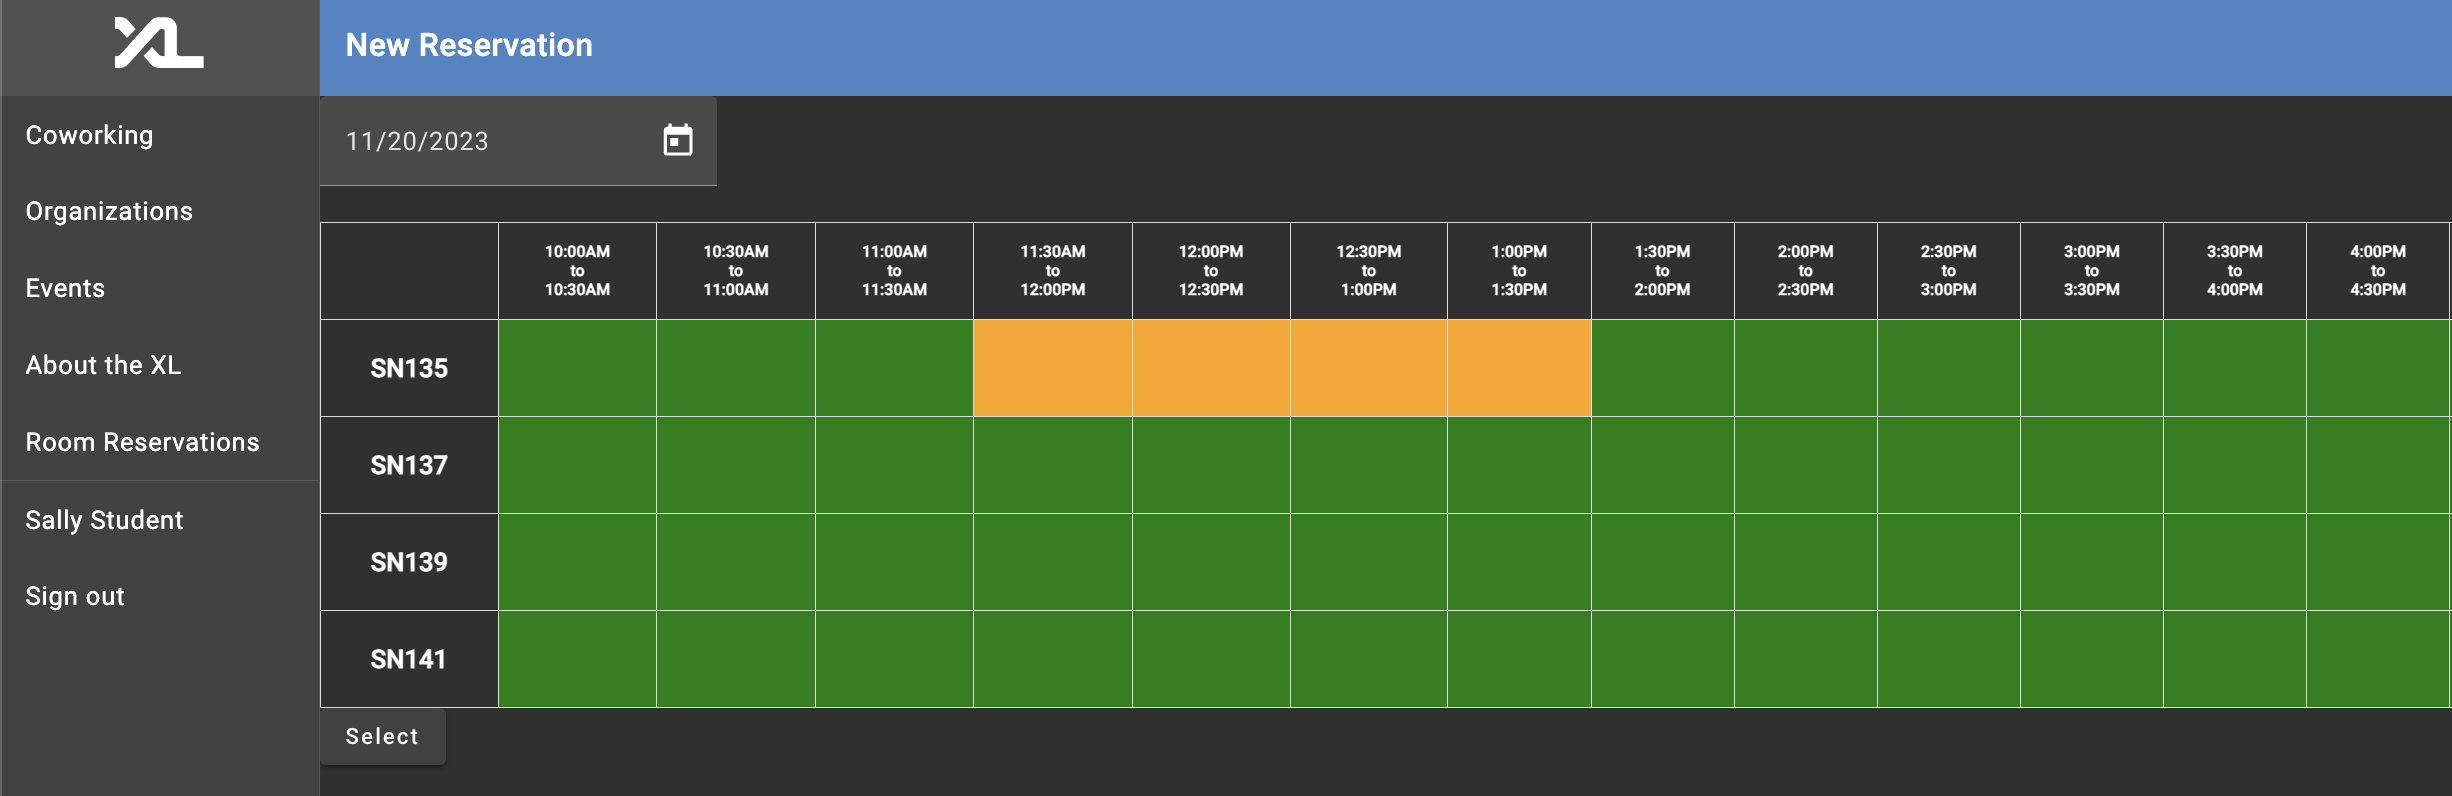 XL
New Reservation
Coworking
Organizations
Events
About the XL
Room Reservations
Sally Student
Sign out
11/20/2023
10:00AM to 10:30AM
10:30AM to 11:00AM
11:00AM to 11:30AM
11:30AM to 12:00PM
12:00PM to 12:30PM
12:30PM to 1:00PM
1:00PM to 1:30PM
1:30PM to 2:00PM
2:00PM to 2:30PM
2:30PM to 3:00PM
3:00PM to 3:30PM
3:30PM to 4:00PM
4:00PM to 4:30PM
SN135
SN137
SN139
SN141
Select